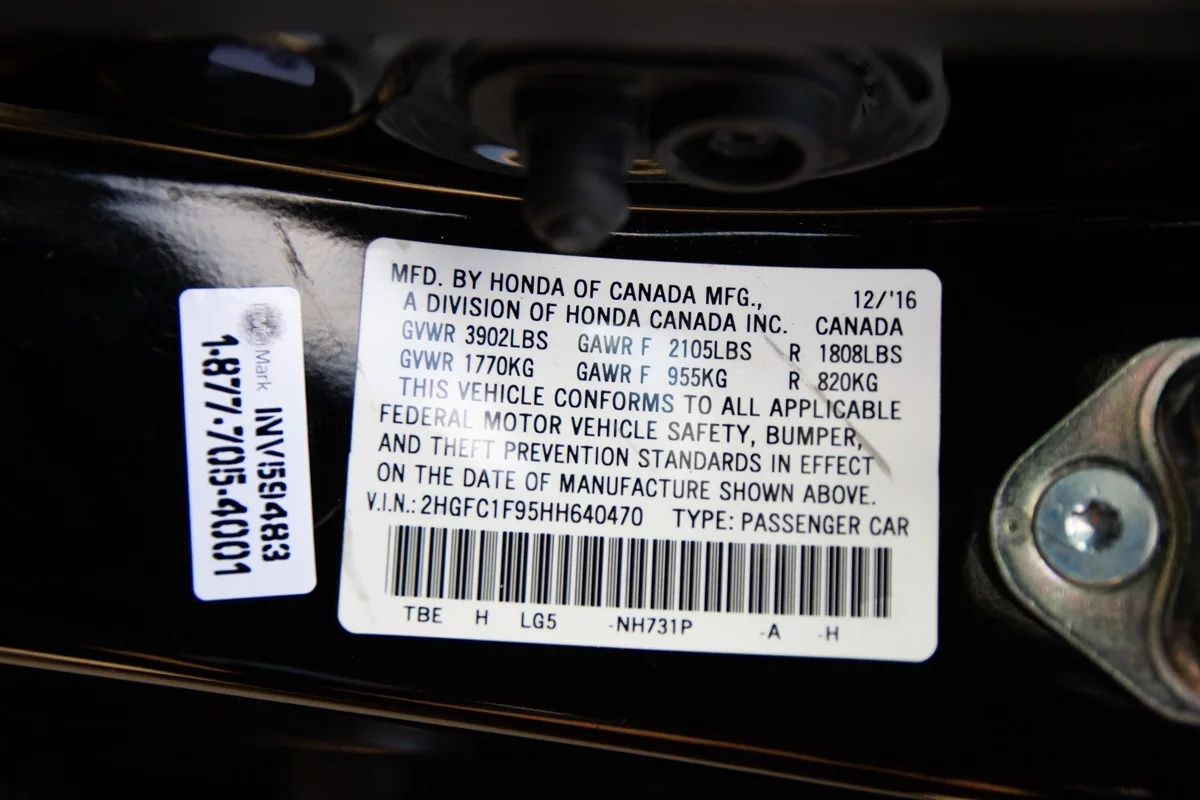 MFD. BY HONDA OF CANADA MFG., 12/'16
A DIVISION OF HONDA CANADA INC. CANADA
GVWR 3902LBS GAWR F 2105LBS R 1808LBS
GVWR 1770KG GAWR F 955KG R 820KG
THIS VEHICLE CONFORMS TO ALL APPLICABLE
FEDERAL MOTOR VEHICLE SAFETY, BUMPER,
AND THEFT PREVENTION STANDARDS IN EFFECT
ON THE DATE OF MANUFACTURE SHOWN ABOVE.
V.I.N.: 2HGFC1F95HH640470 TYPE: PASSENGER CAR
TBE H LG5 -NH731P -A -H
Mark INV594883
1-877-705-4001